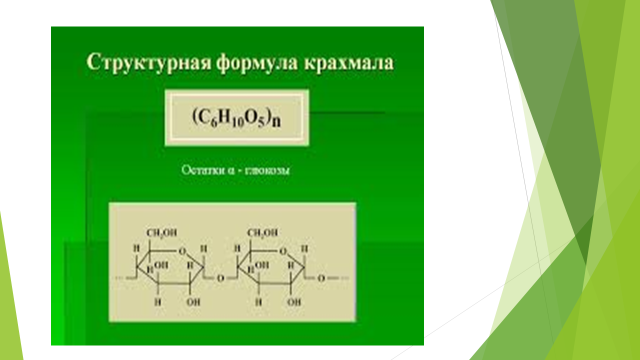 Структурная формула крахмала
(C₆H₁₀O₅)n
Остатки α - глюкозы
CH₂OH CH₂OH
H O H H O H
H OH H H OH H
O O
H OH H OH